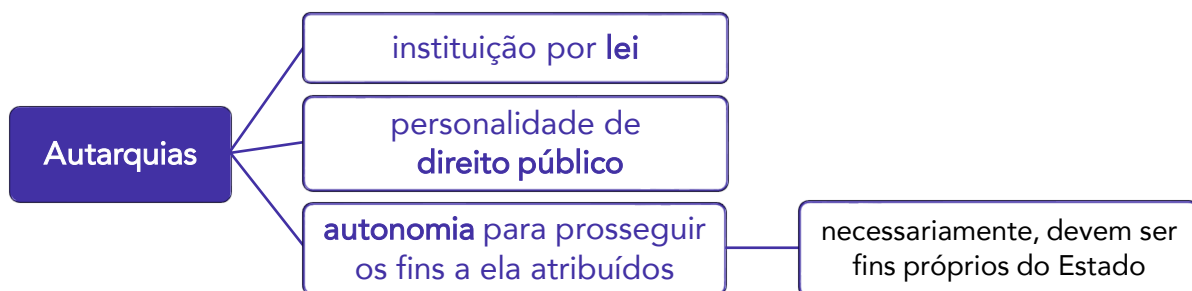 Autarquias
instituição por lei
personalidade de
direito público
autonomia para prosseguir
os fins a ela atribuídos
necessariamente, devem ser
fins próprios do Estado